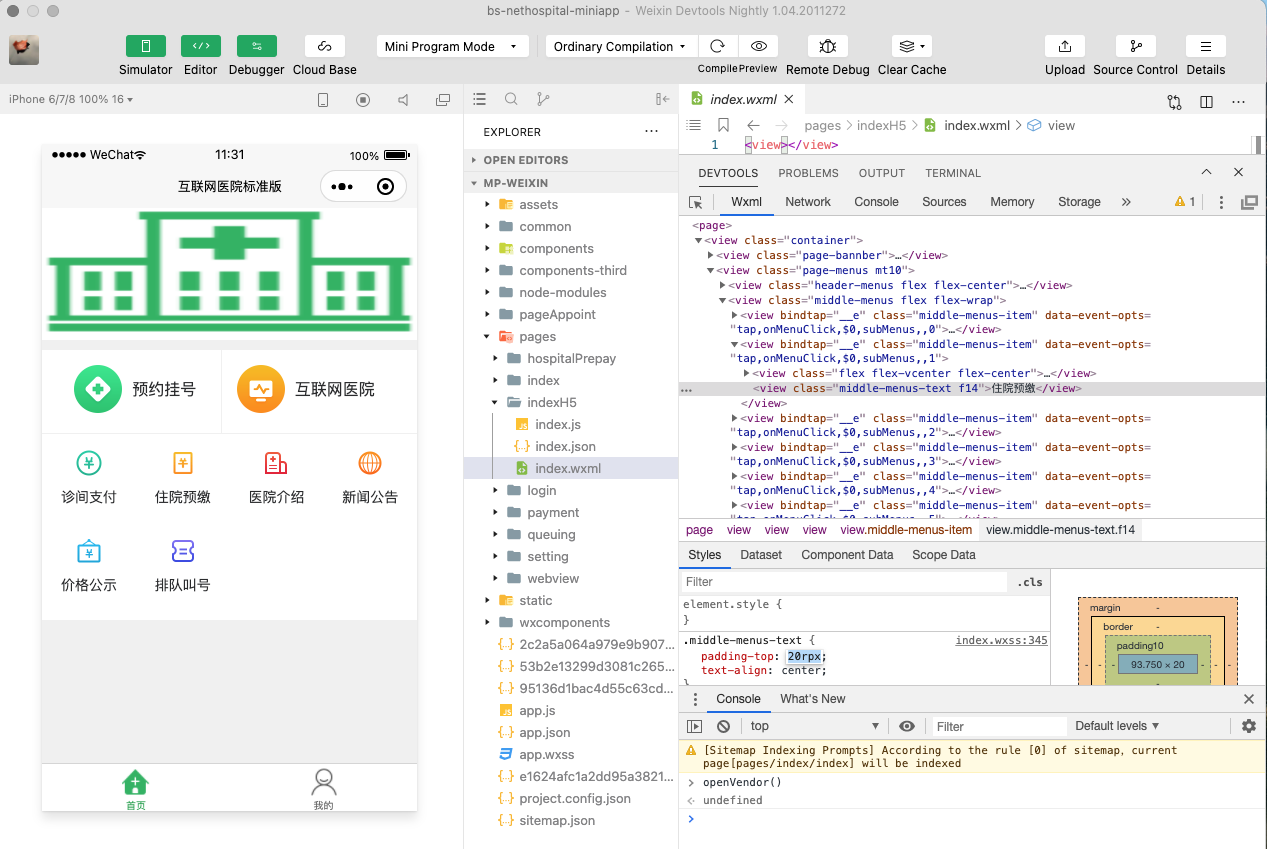 bs-nethospital-miniapp - Weixin Devtools Nightly 1.04.2011272
Simulator Editor Debugger Cloud Base
Mini Program Mode
Ordinary Compilation
Compile Preview Remote Debug Clear Cache
Upload Source Control Details
iPhone 6/7/8 100% 16
WeChat 11:31 100%
互联网医院标准版
预约挂号
互联网医院
诊间支付
住院预缴
医院介绍
新闻公告
价格公示
排队叫号
首页
我的
EXPLORER
OPEN EDITORS
MP-WEIXIN
assets
common
components
components-third
node-modules
pageAppoint
pages
hospitalPrepay
index
indexH5
index.js
index.json
index.wxml
login
payment
queuing
setting
webview
static
wxcomponents
2c2a5a064a979e9b907...
53b2e13299d3081c265...
95136d1bac4d55c63cd...
app.js
app.json
app.wxss
e1624afc1a2dd95a3821...
project.config.json
sitemap.json
index.wxml
pages > indexH5 > index.wxml > view
1 <view></view>
DEVTOOLS PROBLEMS OUTPUT TERMINAL
Wxml Network Console Sources Memory Storage » 1
<page>
<view class="container">
<view class="page-bannber">…</view>
<view class="page-menus mt10">
<view class="header-menus flex flex-center">…</view>
<view class="middle-menus flex flex-wrap">
<view bindtap="__e" class="middle-menus-item" data-event-opts=
"tap,onMenuClick,$0,subMenus,,0">…</view>
<view bindtap="__e" class="middle-menus-item" data-event-opts=
"tap,onMenuClick,$0,subMenus,,1">
<view class="flex flex-vcenter flex-center">…</view>
<view class="middle-menus-text f14">住院预缴</view>
</view>
<view bindtap="__e" class="middle-menus-item" data-event-opts=
"tap,onMenuClick,$0,subMenus,,2">…</view>
<view bindtap="__e" class="middle-menus-item" data-event-opts=
"tap,onMenuClick,$0,subMenus,,3">…</view>
<view bindtap="__e" class="middle-menus-item" data-event-opts=
"tap,onMenuClick,$0,subMenus,,4">…</view>
<view bindtap="__e" class="middle-menus-item" data-event-opts=
page view view view view.middle-menus-item view.middle-menus-text.f14
Styles Dataset Component Data Scope Data
Filter .cls
element.style {
}
.middle-menus-text { index.wxss:345
padding-top: 20rpx;
text-align: center;
}
margin -
border -
padding10
- - - 93.750 × 20 - - -
-
Console What's New
top Filter Default levels
[Sitemap Indexing Prompts] According to the rule [0] of sitemap, current
page[pages/index/index] will be indexed
> openVendor()
undefined
>